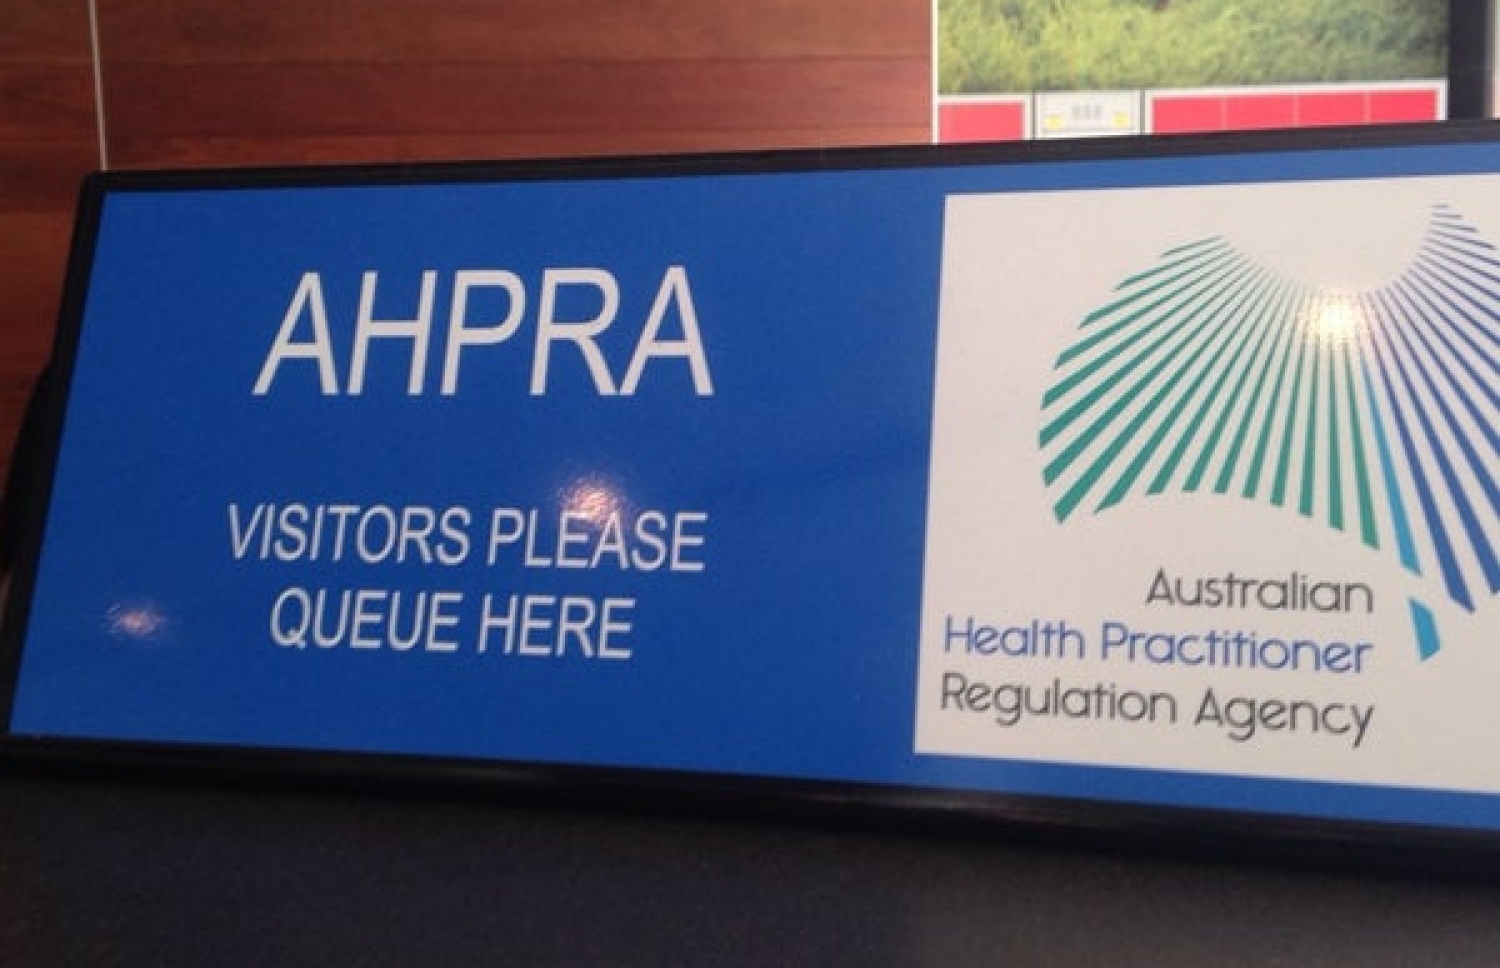 AHPRA
VISITORS PLEASE
QUEUE HERE
Australian
Health Practitioner
Regulation Agency